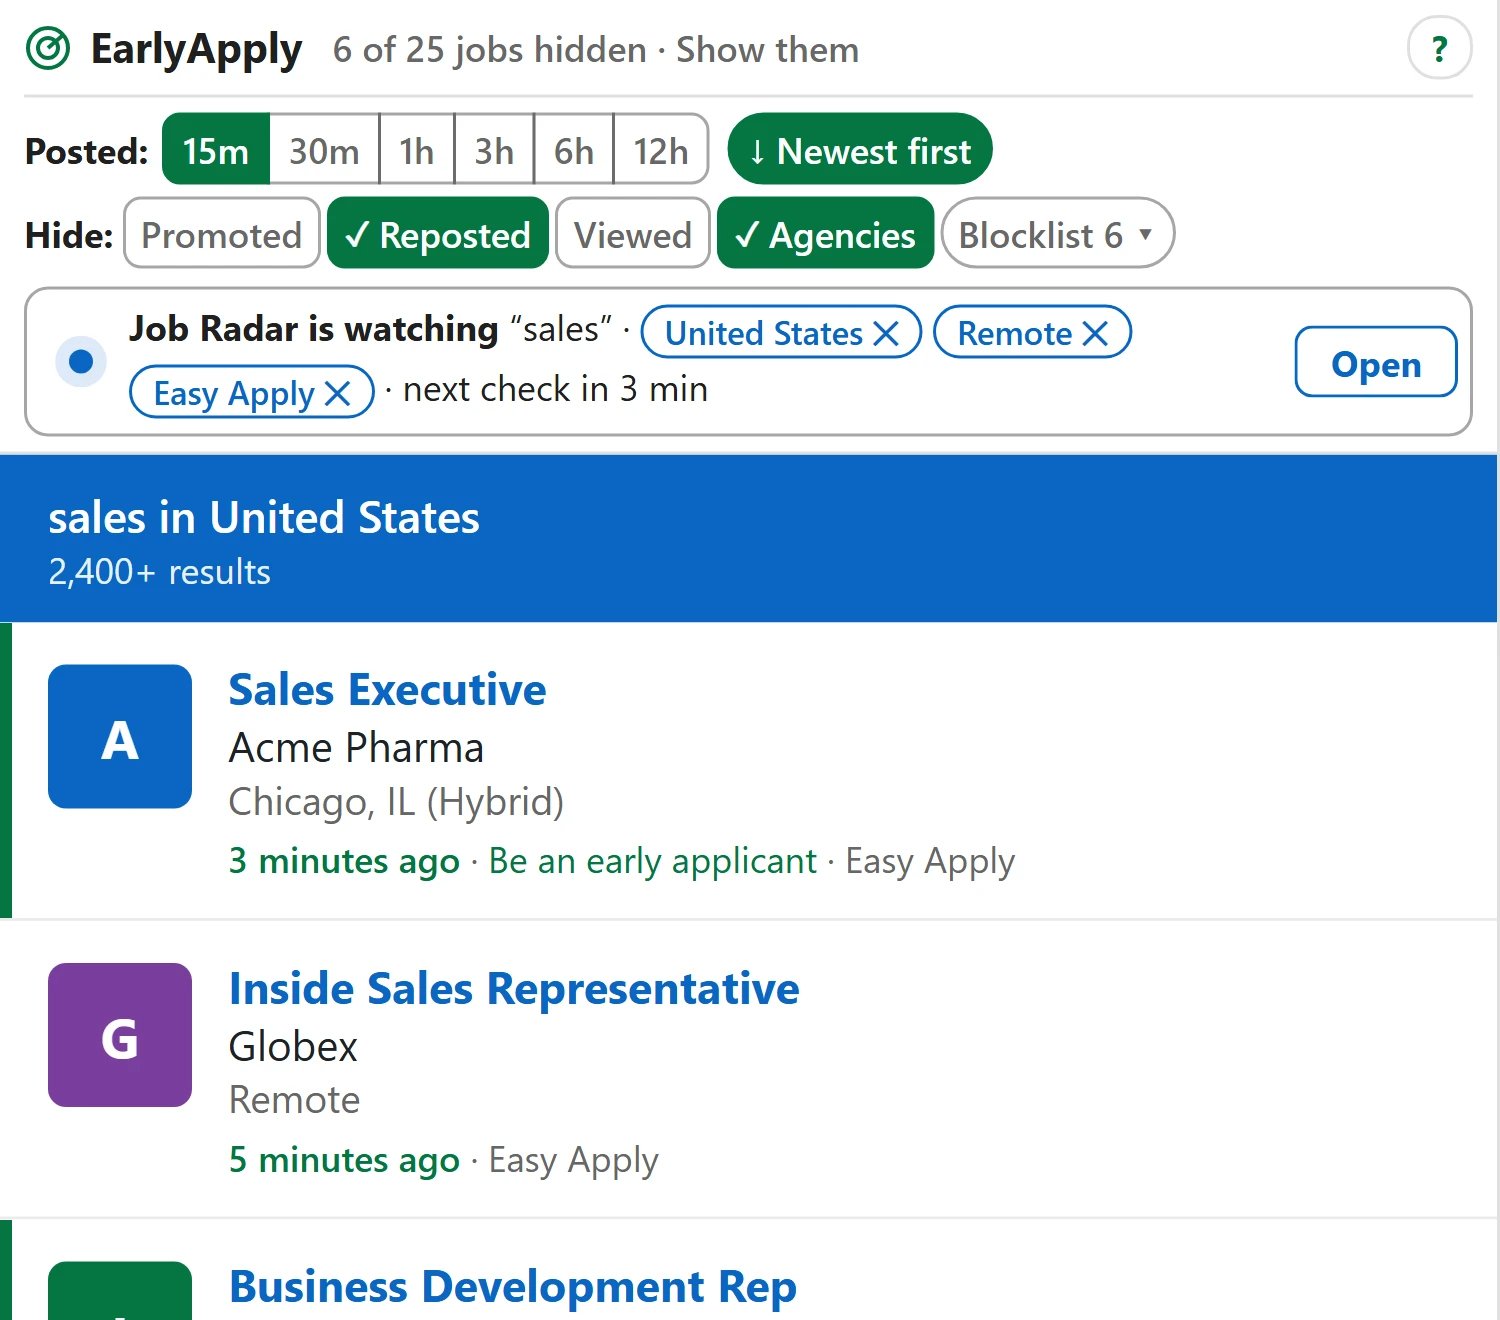 EarlyApply 6 of 25 jobs hidden · Show them ?
Posted: 15m 30m 1h 3h 6h 12h ↓ Newest first
Hide: Promoted ✓ Reposted Viewed ✓ Agencies Blocklist 6 ▼
Job Radar is watching “sales” · United States ✕ Remote ✕
Easy Apply ✕ · next check in 3 min
Open
sales in United States
2,400+ results
A
Sales Executive
Acme Pharma
Chicago, IL (Hybrid)
3 minutes ago · Be an early applicant · Easy Apply
G
Inside Sales Representative
Globex
Remote
5 minutes ago · Easy Apply
Business Development Rep